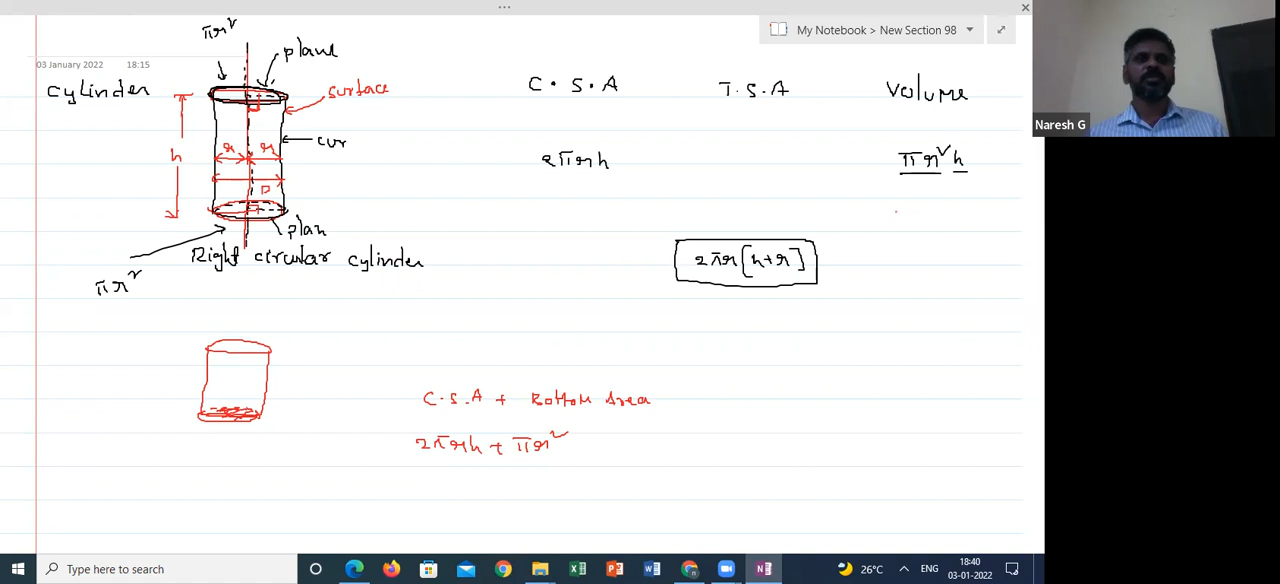 My Notebook > New Section 98
03 January 2022 18:15
Naresh G
πr²
plane
cylinder
surface
C.S.A
T.S.A
volume
h
r r
cur
D
2πrh
πr²h
plan
Right circular cylinder
πr²
2πr[h+r]
C.S.A + Bottom Area
2πrh + πr²
Type here to search
26°C
ENG
18:40
03-01-2022